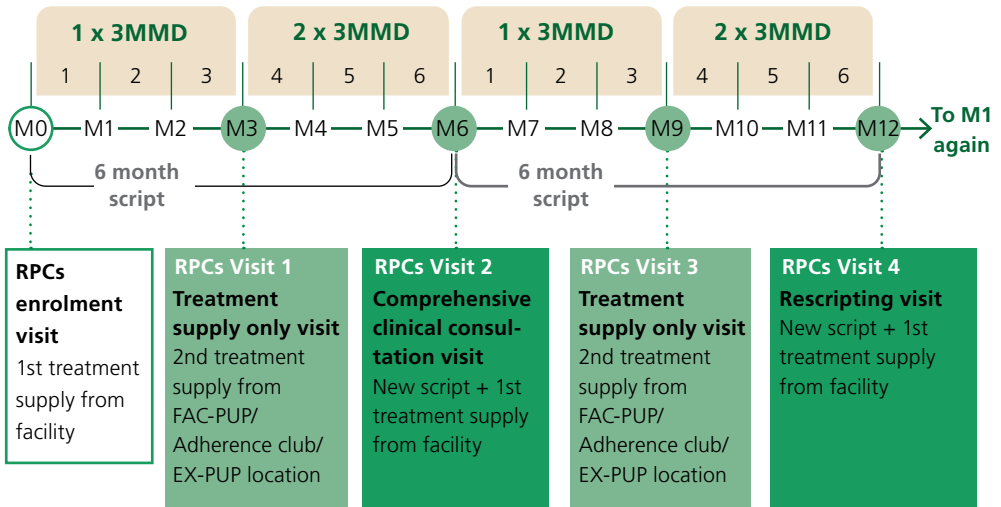 1 x 3MMD
2 x 3MMD
1 x 3MMD
2 x 3MMD
1 2 3 4 5 6 1 2 3 4 5 6
M0 M1 M2 M3 M4 M5 M6 M7 M8 M9 M10 M11 M12
To M1
again
6 month
script
6 month
script
RPCs
enrolment
visit
1st treatment
supply from
facility
RPCs Visit 1
Treatment
supply only visit
2nd treatment
supply from
FAC-PUP/
Adherence club/
EX-PUP location
RPCs Visit 2
Comprehensive
clinical consul-
tation visit
New script + 1st
treatment supply
from facility
RPCs Visit 3
Treatment
supply only visit
2nd treatment
supply from
FAC-PUP/
Adherence club/
EX-PUP location
RPCs Visit 4
Rescripting visit
New script + 1st
treatment supply
from facility